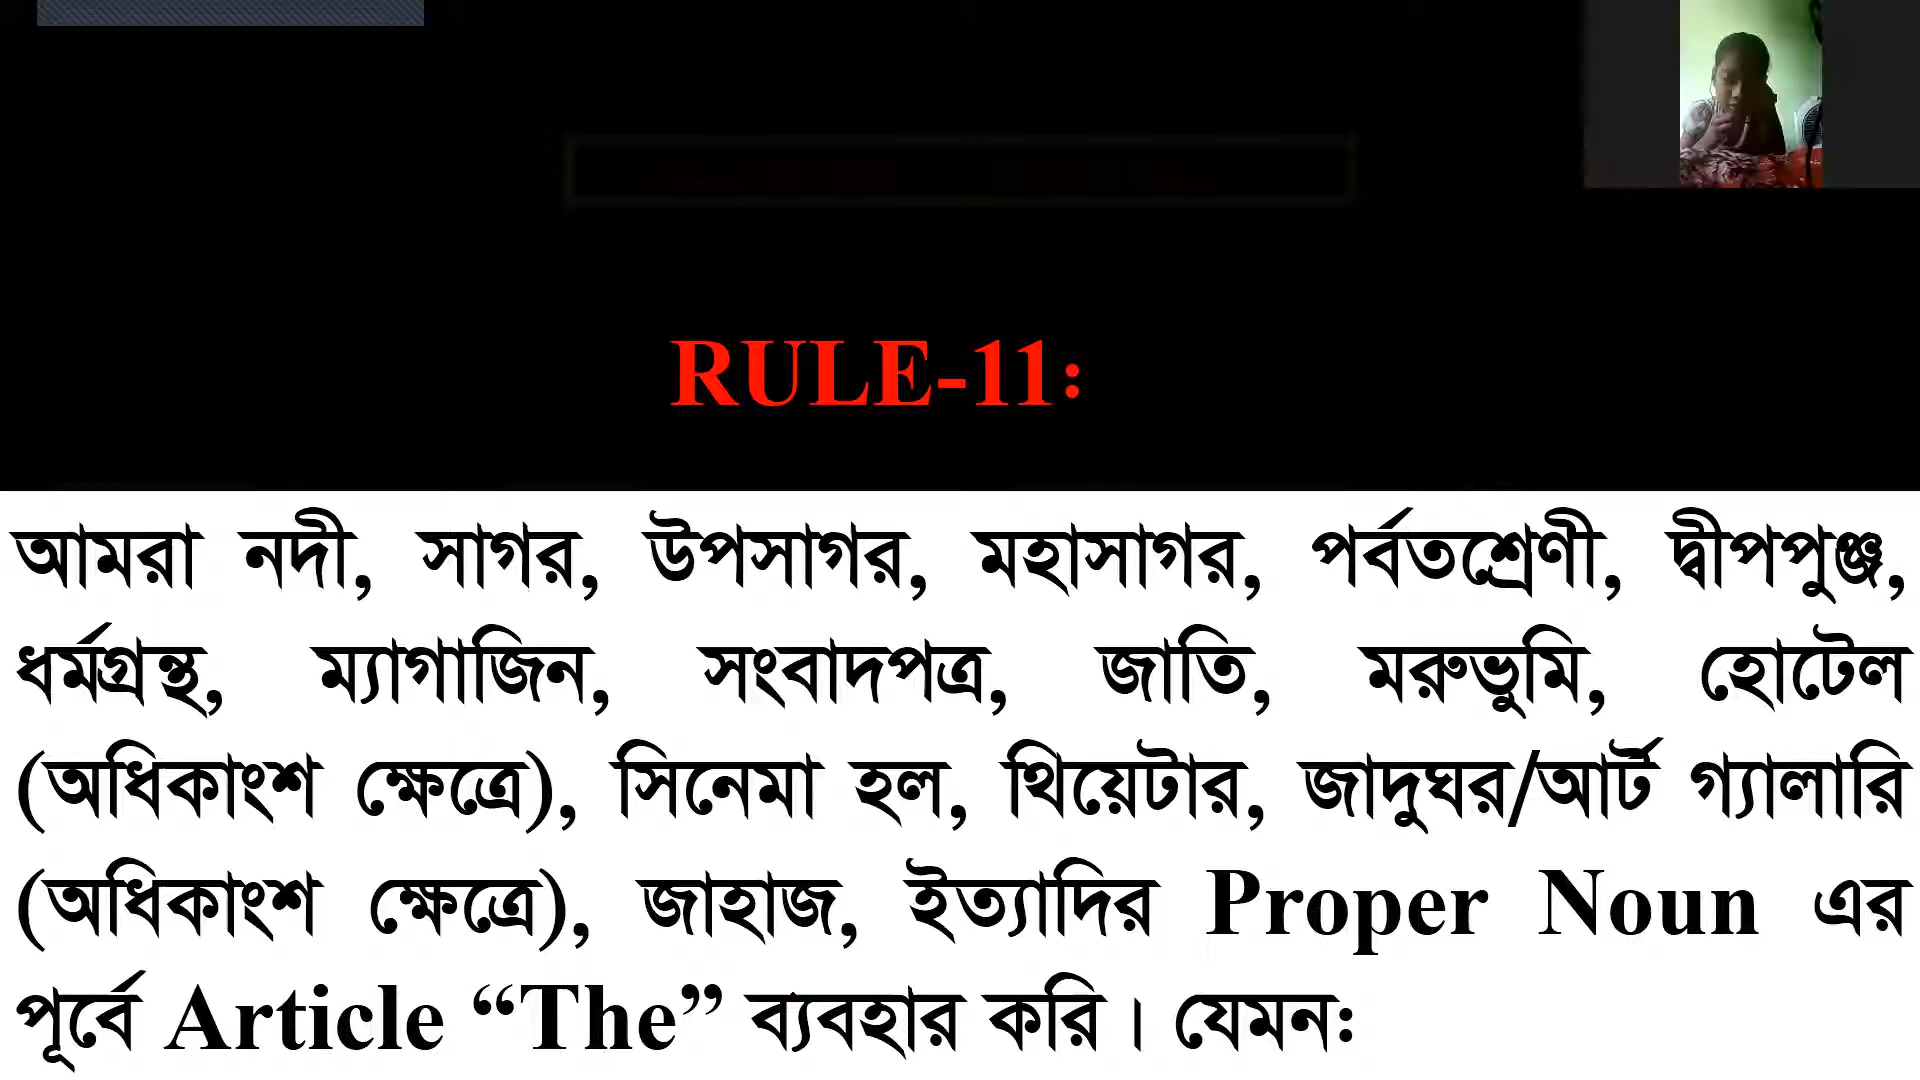 RULE-11ঃ
আমরা নদী, সাগর, উপসাগর, মহাসাগর, পর্বতশ্রেণী, দ্বীপপুঞ্জ,
ধর্মগ্রন্থ, ম্যাগাজিন, সংবাদপত্র, জাতি, মরুভুমি, হোটেল
(অধিকাংশ ক্ষেত্রে), সিনেমা হল, থিয়েটার, জাদুঘর/আর্ট গ্যালারি
(অধিকাংশ ক্ষেত্রে), জাহাজ, ইত্যাদির Proper Noun এর
পূর্বে Article “The” ব্যবহার করি। যেমনঃ